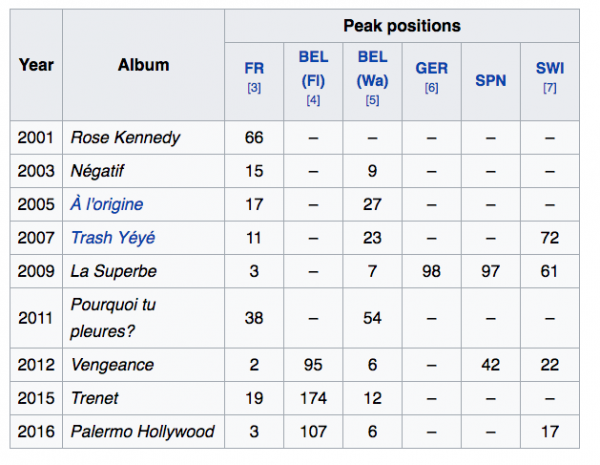 Year Album Peak positions
FR [3] BEL (Fl) [4] BEL (Wa) [5] GER [6] SPN SWI [7]
2001 Rose Kennedy 66 – – – – –
2003 Négatif 15 – 9 – – –
2005 À l'origine 17 – 27 – – –
2007 Trash Yéyé 11 – 23 – – 72
2009 La Superbe 3 – 7 98 97 61
2011 Pourquoi tu pleures? 38 – 54 – – –
2012 Vengeance 2 95 6 – 42 22
2015 Trenet 19 174 12 – – –
2016 Palermo Hollywood 3 107 6 – – 17